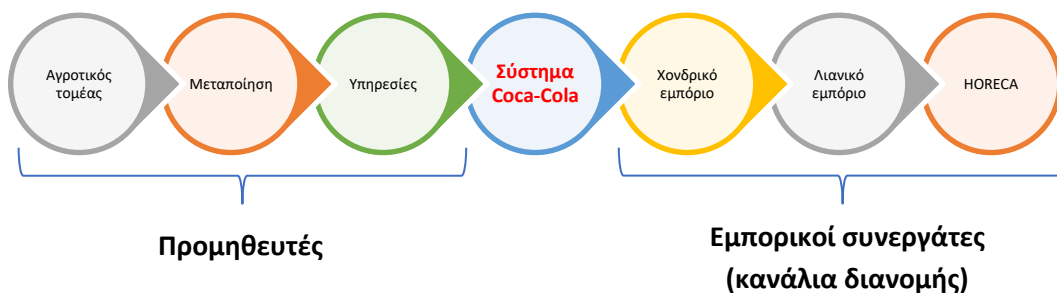 Αγροτικός
τομέας
Μεταποίηση
Υπηρεσίες
Σύστημα
Coca-Cola
Χονδρικό
εμπόριο
Λιανικό
εμπόριο
HORECA
Προμηθευτές
Εμπορικοί συνεργάτες
(κανάλια διανομής)